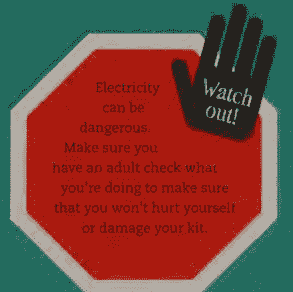 Watch
out!
Electricity
can be
dangerous.
Make sure you
have an adult check what
you're doing to make sure
that you won't hurt yourself
or damage your kit.